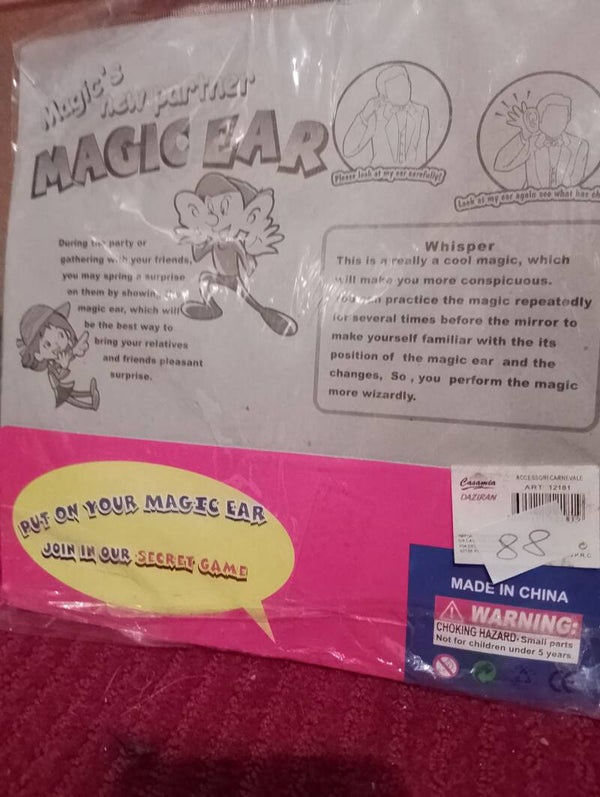 Magic's
new partner
MAGIC EAR
Please look at my ear carefully!
Look at my ear again see what has ch
During the party or
gathering with your friends,
you may spring a surprise
on them by showing
magic ear, which will
be the best way to
bring your relatives
and friends pleasant
surprise.
Whisper
This is a really a cool magic, which
will make you more conspicuous.
practice the magic repeatedly
for several times before the mirror to
make yourself familiar with the its
position of the magic ear and the
changes, So, you perform the magic
more wizardly.
PUT ON YOUR MAGIC EAR
JOIN IN OUR SECRET GAME
Casamia
DAZIRAN
ACCESSORI CARNEVALE
ART 12181
88
MADE IN CHINA
WARNING:
CHOKING HAZARD-Small parts
Not for children under 5 years
CE